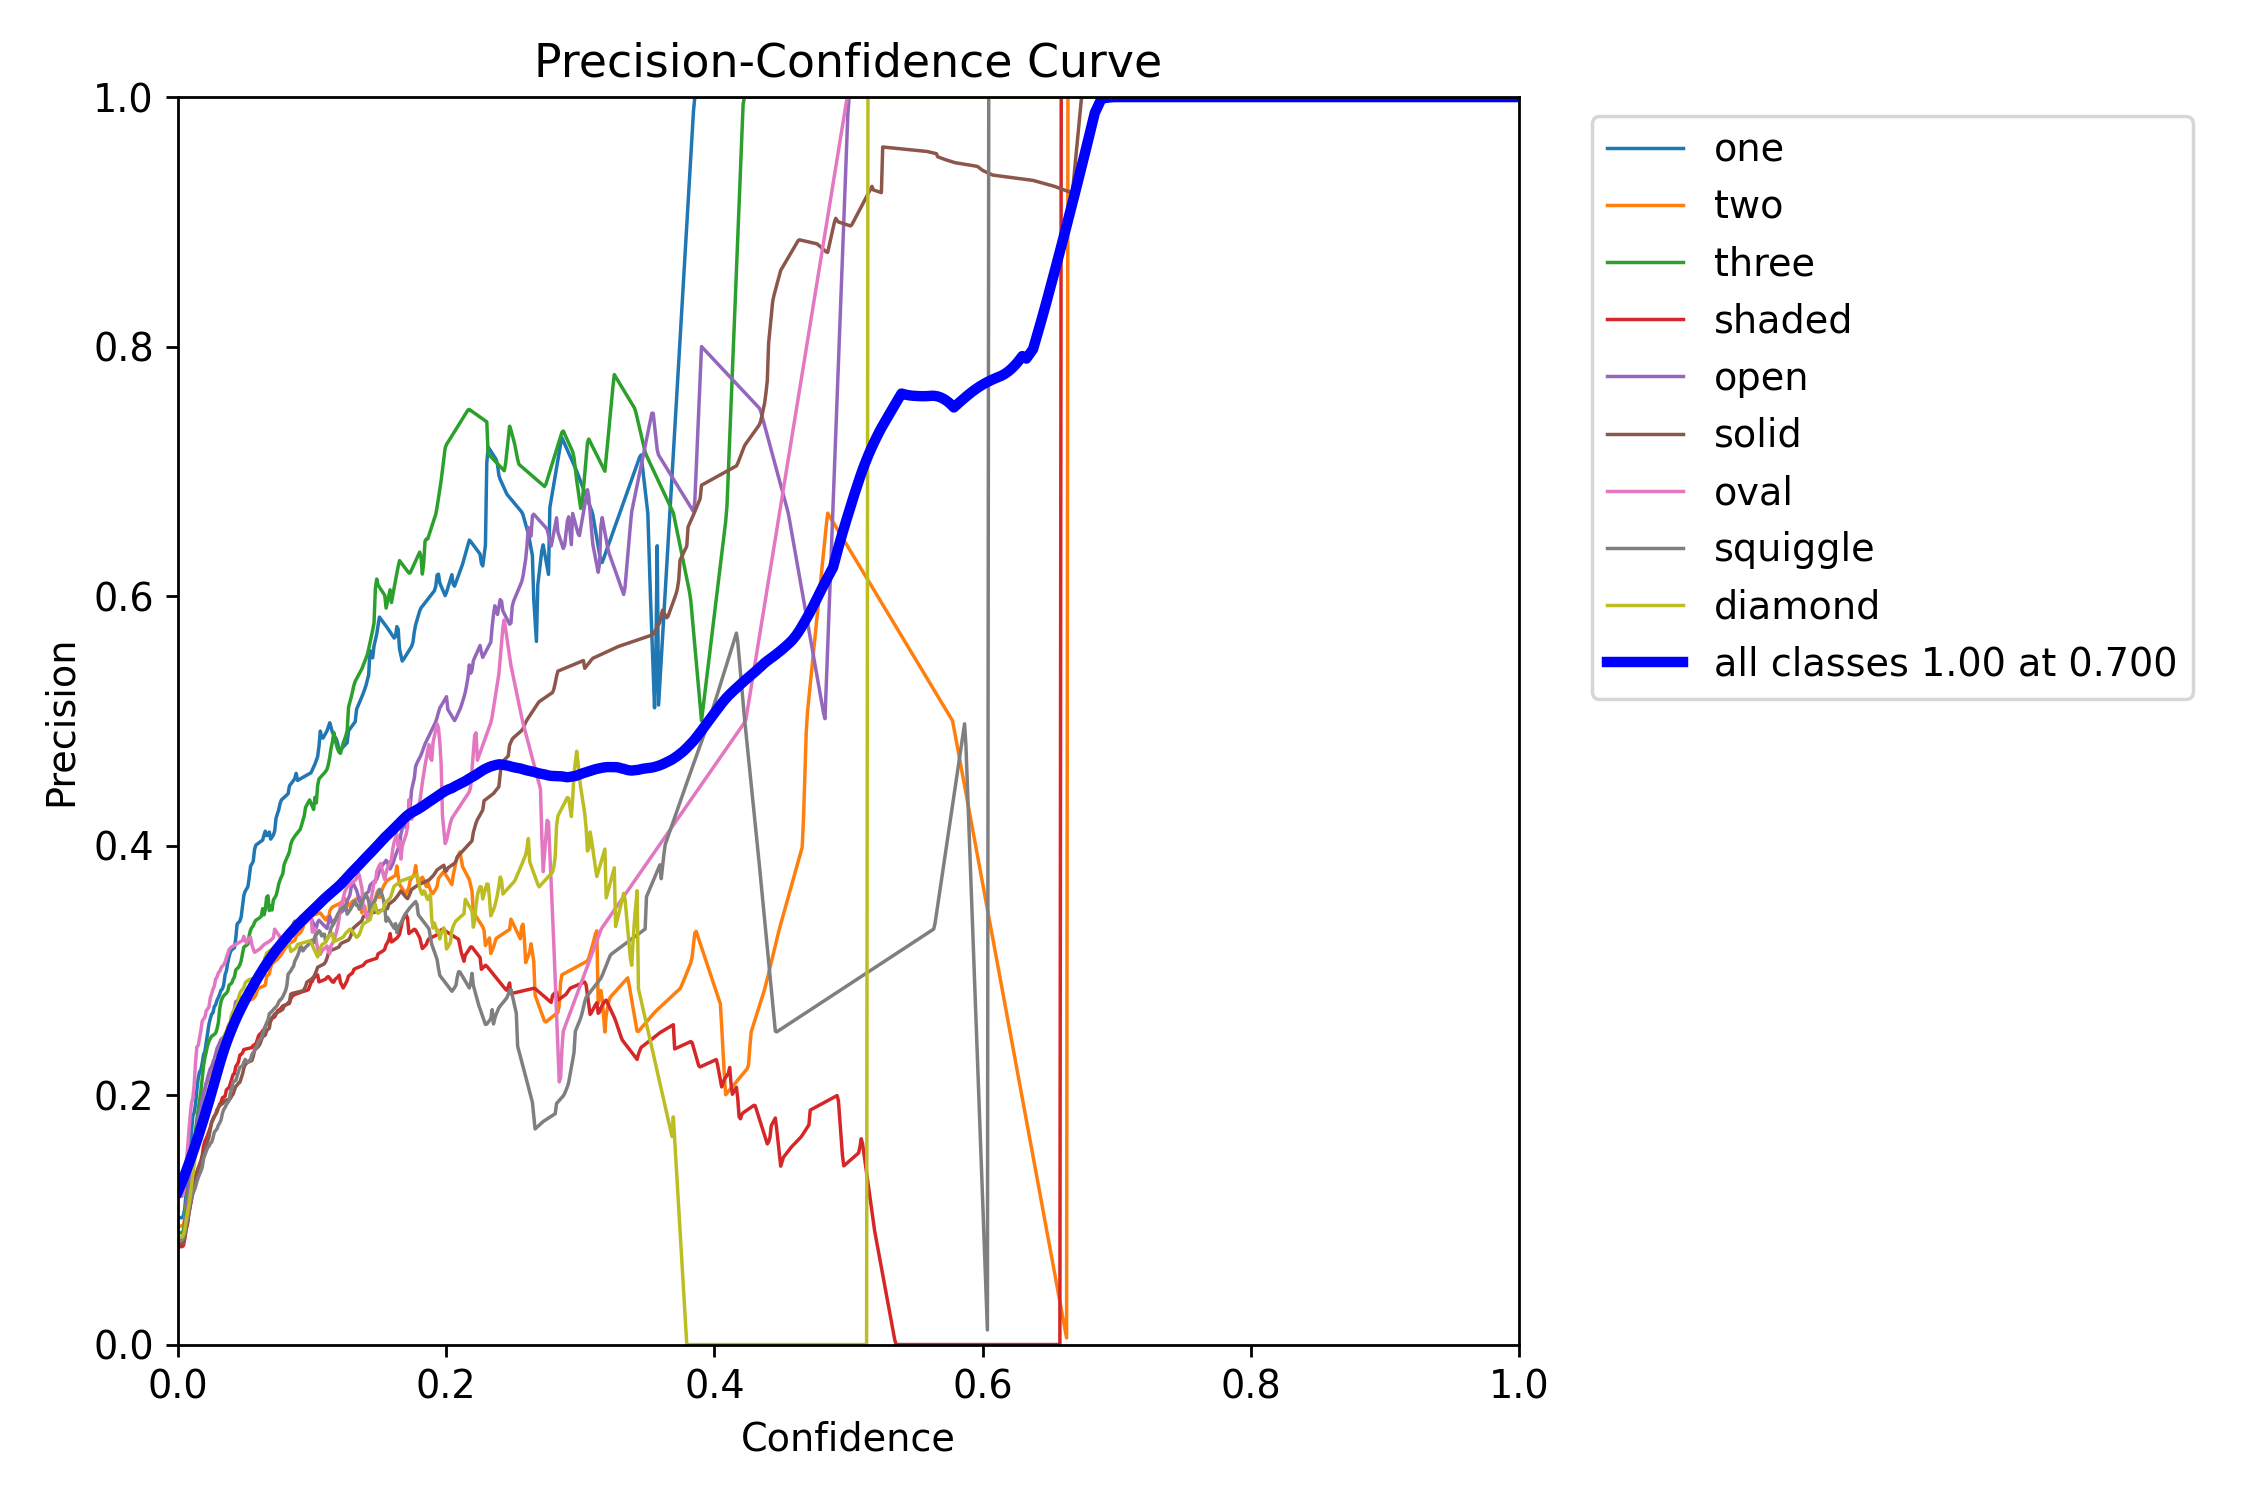 Precision-Confidence Curve
1.0
0.8
0.6
0.4
0.2
0.0
Precision
0.0 0.2 0.4 0.6 0.8 1.0
Confidence
one
two
three
shaded
open
solid
oval
squiggle
diamond
all classes 1.00 at 0.700